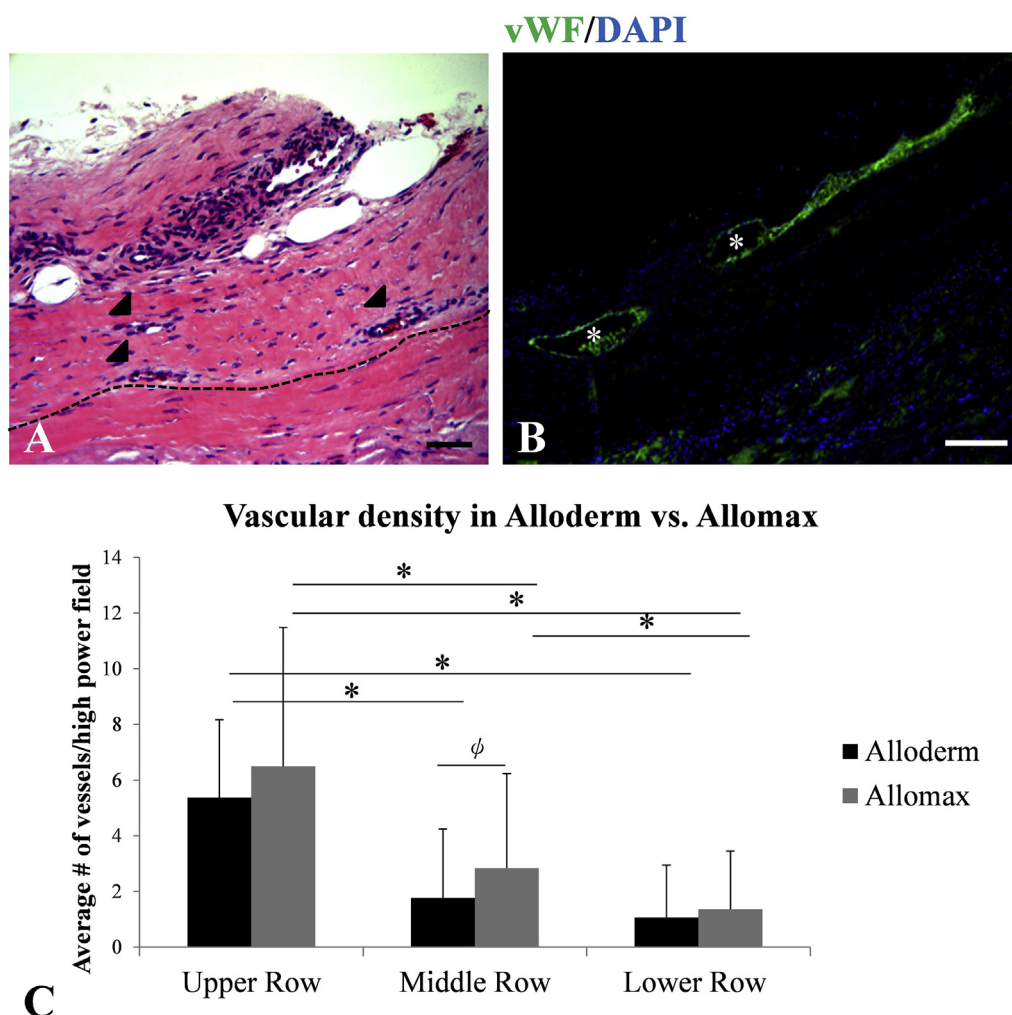 vWF/DAPI
A
*
*
B
Vascular density in Alloderm vs. Allomax
Average # of vessels/high power field
14
12
10
8
6
4
2
0
*
*
*
*
*
ϕ
Alloderm
Allomax
Upper Row
Middle Row
Lower Row
C